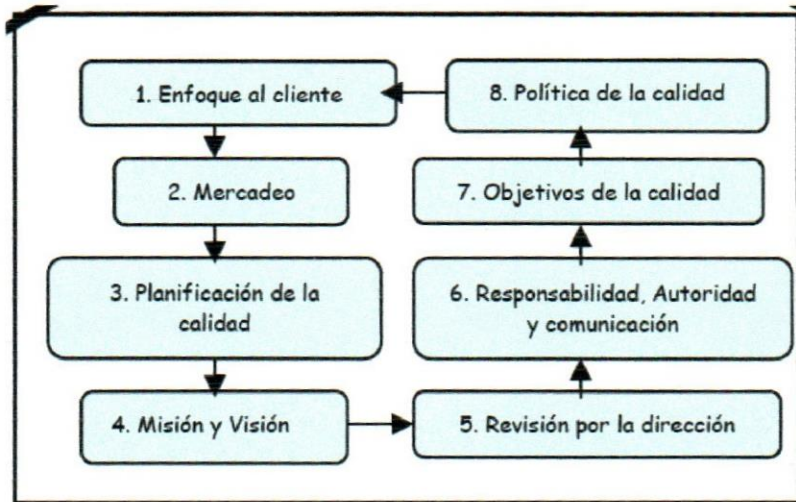 1. Enfoque al cliente
2. Mercadeo
3. Planificación de la
calidad
4. Misión y Visión
5. Revisión por la dirección
6. Responsabilidad, Autoridad
y comunicación
7. Objetivos de la calidad
8. Política de la calidad